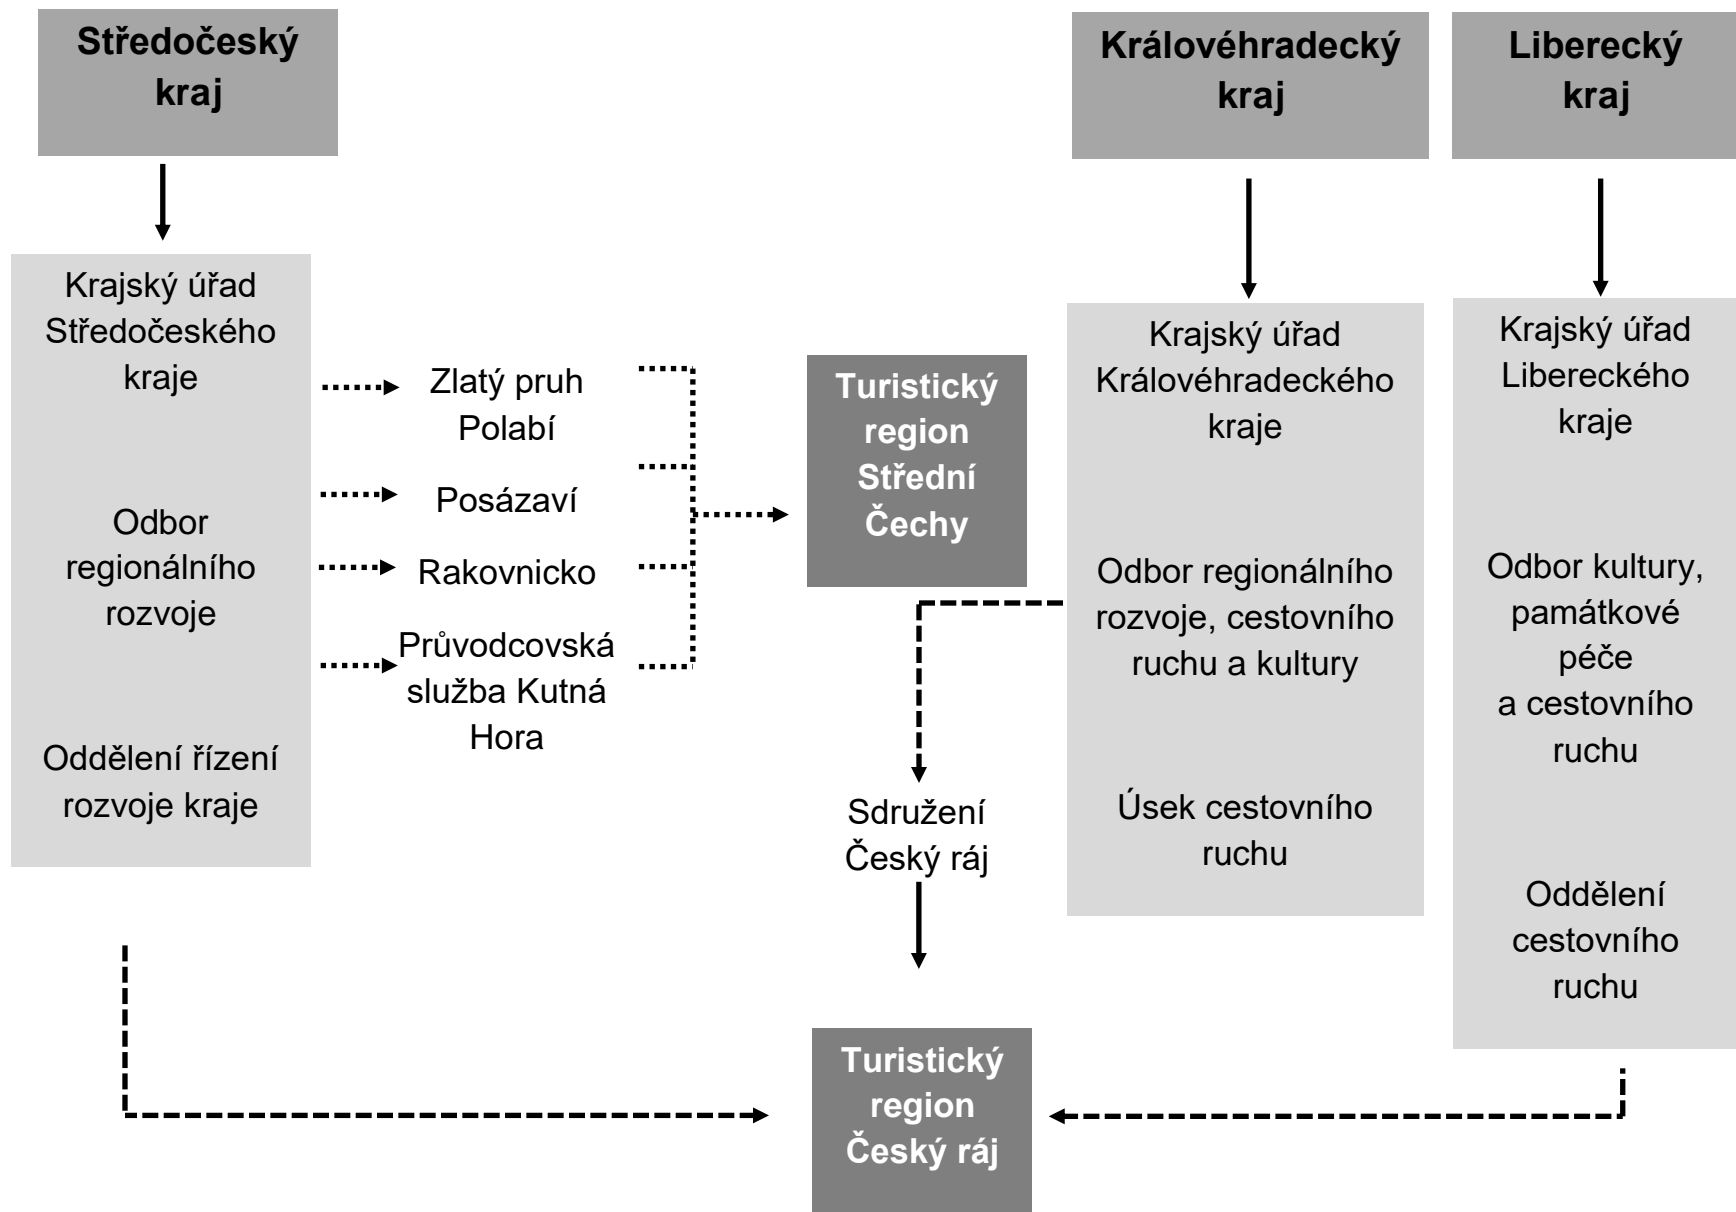 Středočeský
kraj
Královéhradecký
kraj
Liberecký
kraj
Krajský úřad
Středočeského
kraje
Odbor
regionálního
rozvoje
Oddělení řízení
rozvoje kraje
Zlatý pruh
Polabí
Posázaví
Rakovnicko
Průvodcovská
služba Kutná
Hora
Turistický
region
Střední
Čechy
Sdružení
Český ráj
Turistický
region
Český ráj
Krajský úřad
Královéhradeckého
kraje
Odbor regionálního
rozvoje, cestovního
ruchu a kultury
Úsek cestovního
ruchu
Krajský úřad
Libereckého
kraje
Odbor kultury,
památkové
péče
a cestovního
ruchu
Oddělení
cestovního
ruchu